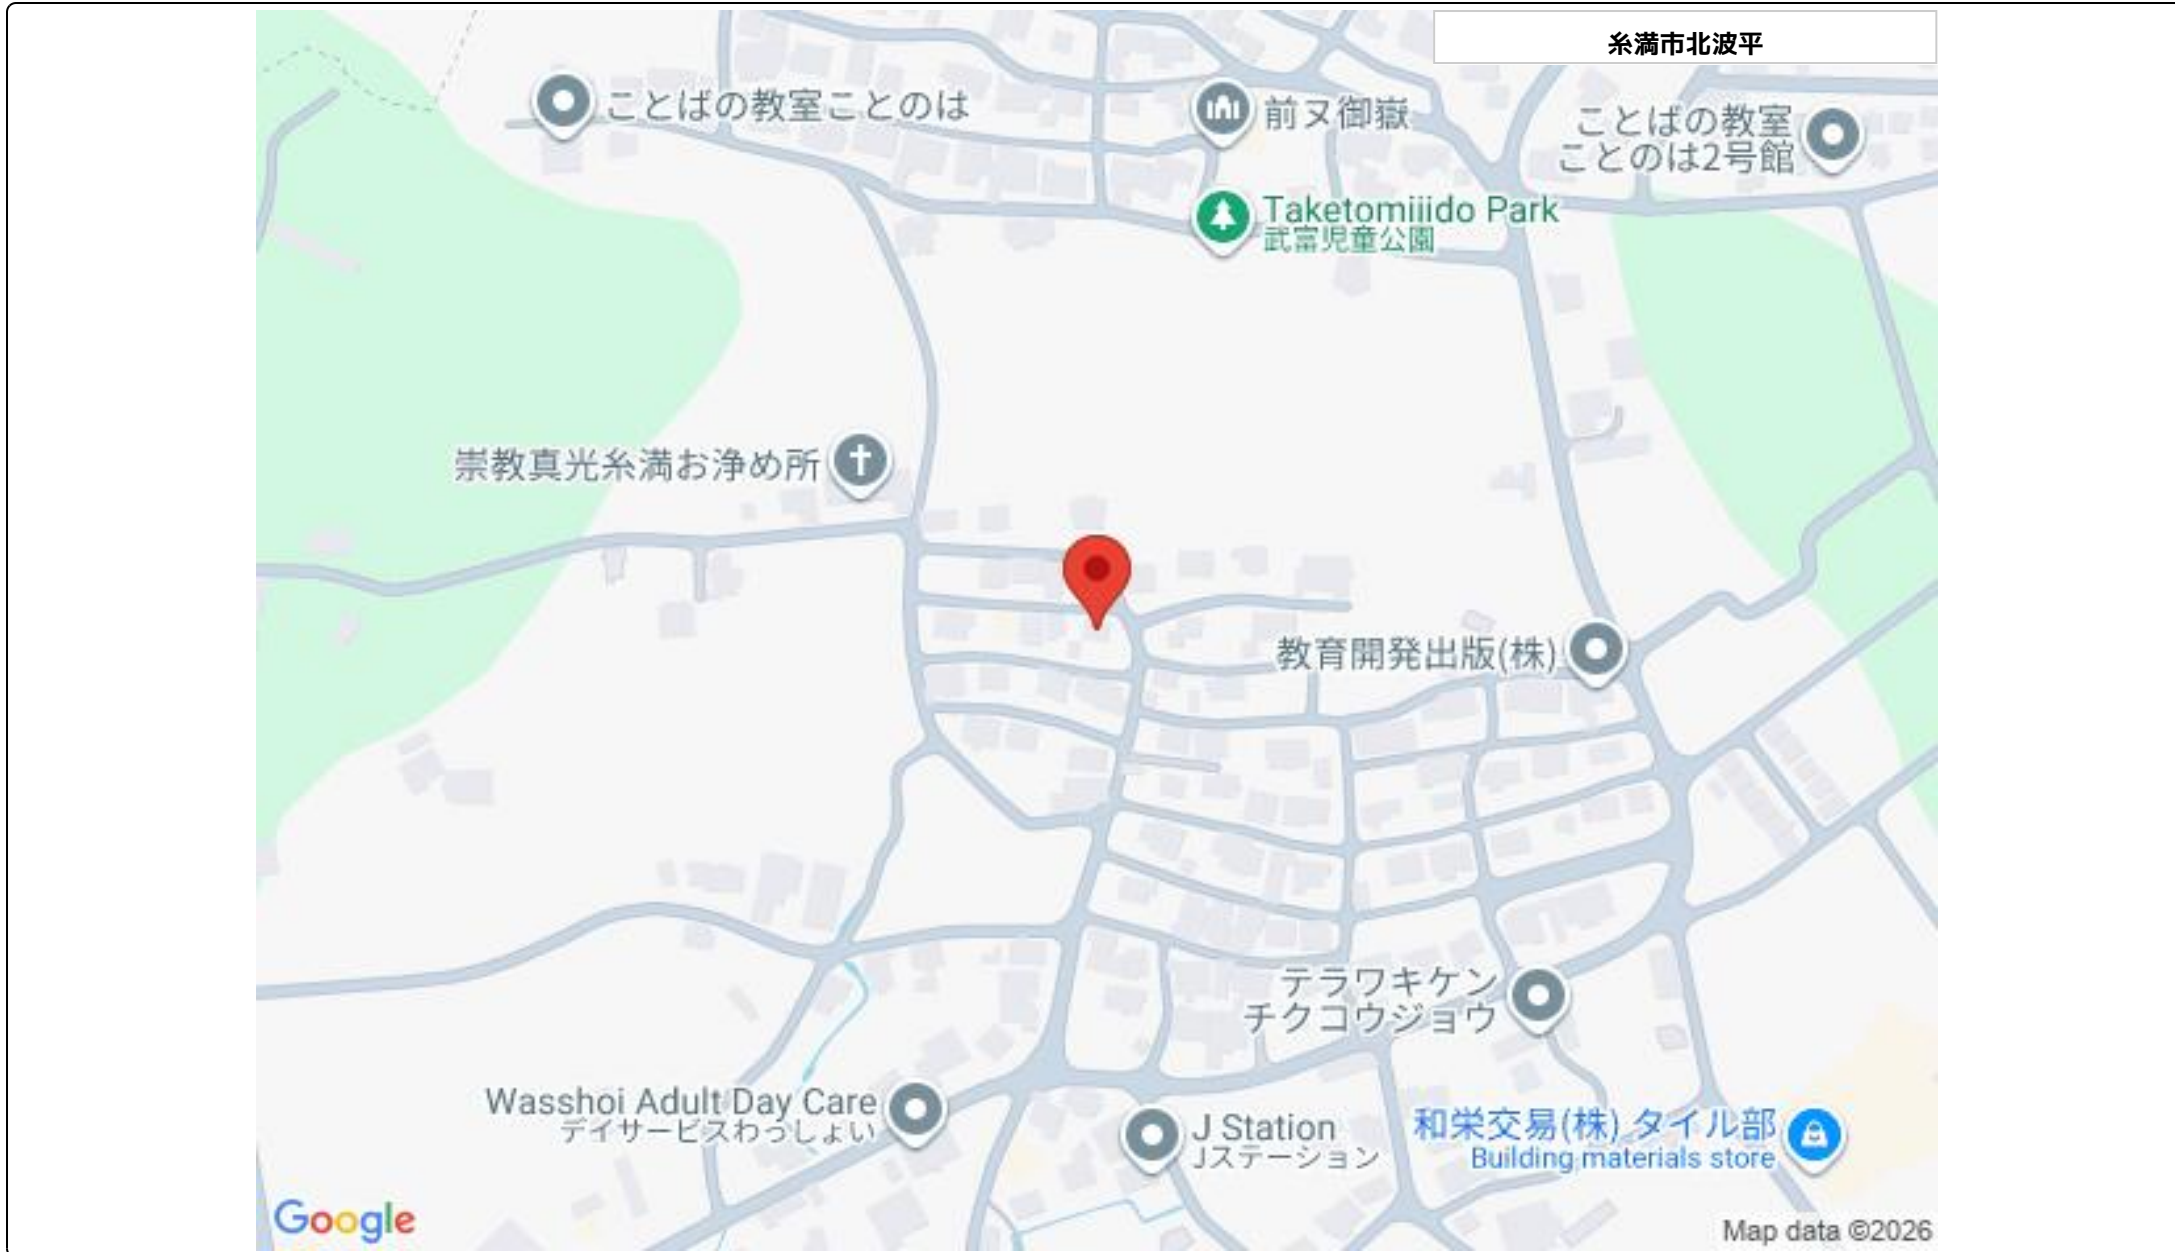 糸満市北波平
ことばの教室ことのは
前ヌ御嶽
ことばの教室
ことのは2号館
Taketomiiido Park
武富児童公園
崇教真光糸満お浄め所
教育開発出版(株)
テラワキケン
チクコウジョウ
Wasshoi Adult Day Care
デイサービスわっしょい
J Station
Jステーション
和栄交易(株) タイル部
Building materials store
Google
Map data ©2026